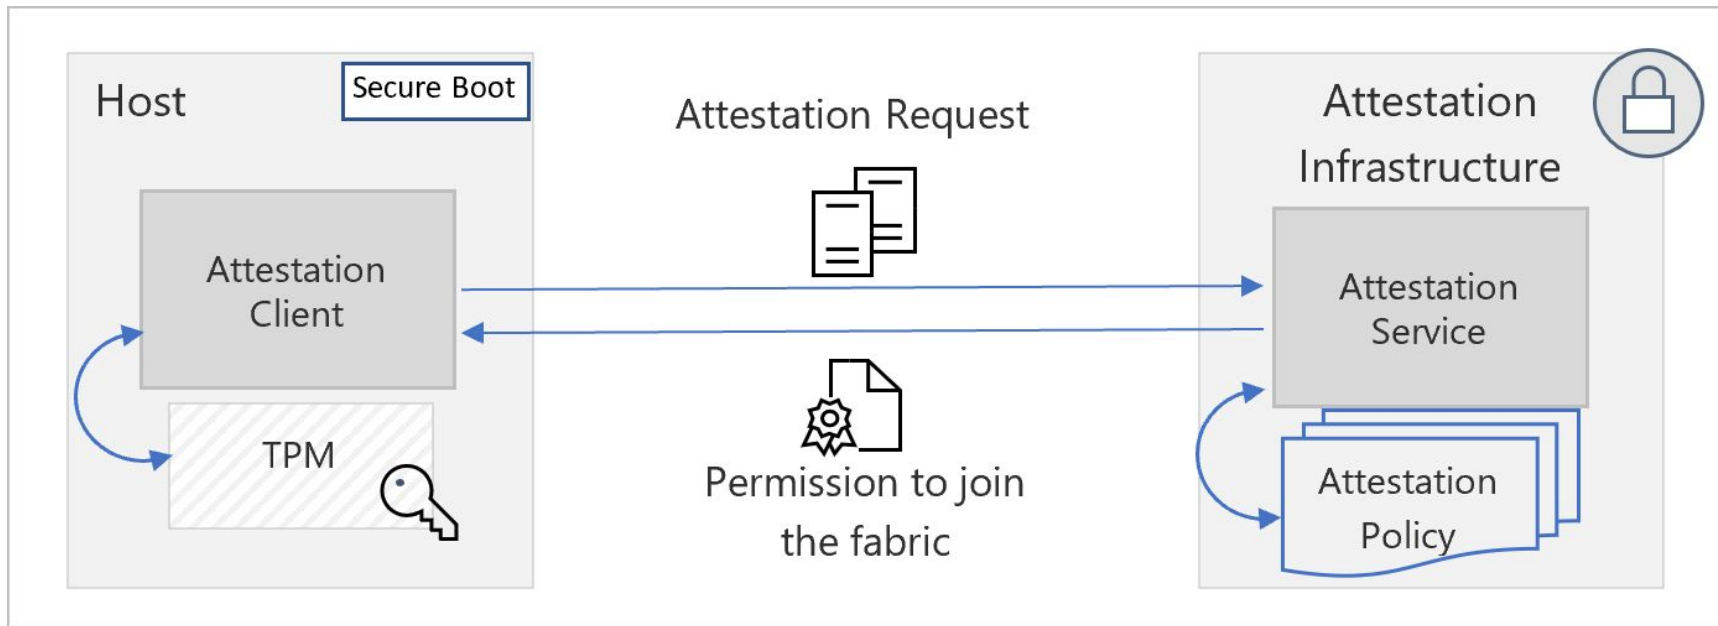 Host
Secure Boot
Attestation
Client
TPM
Attestation Request
Permission to join
the fabric
Attestation
Infrastructure
Attestation
Service
Attestation
Policy